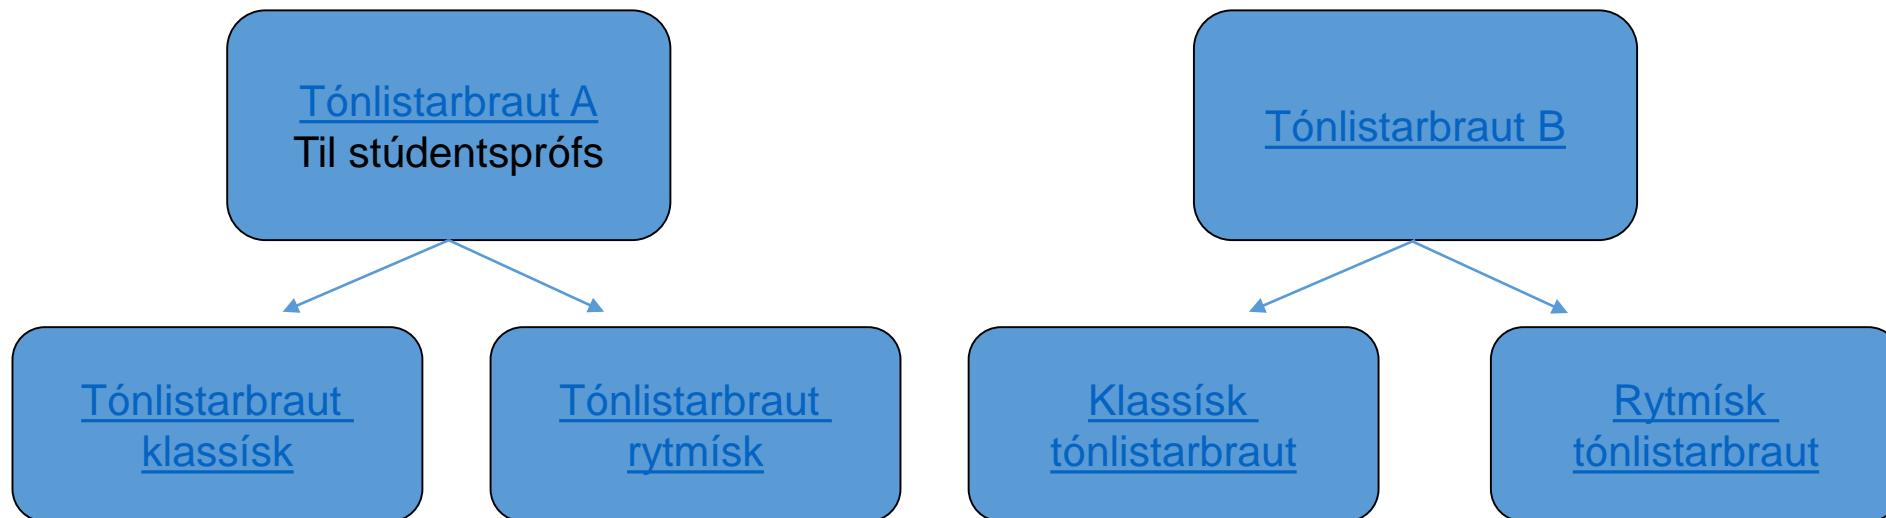 Tónlistarbraut A
Til stúdentsprófs
Tónlistarbraut B
Tónlistarbraut
klassísk
Tónlistarbraut
rytmísk
Klassísk
tónlistarbraut
Rytmísk
tónlistarbraut